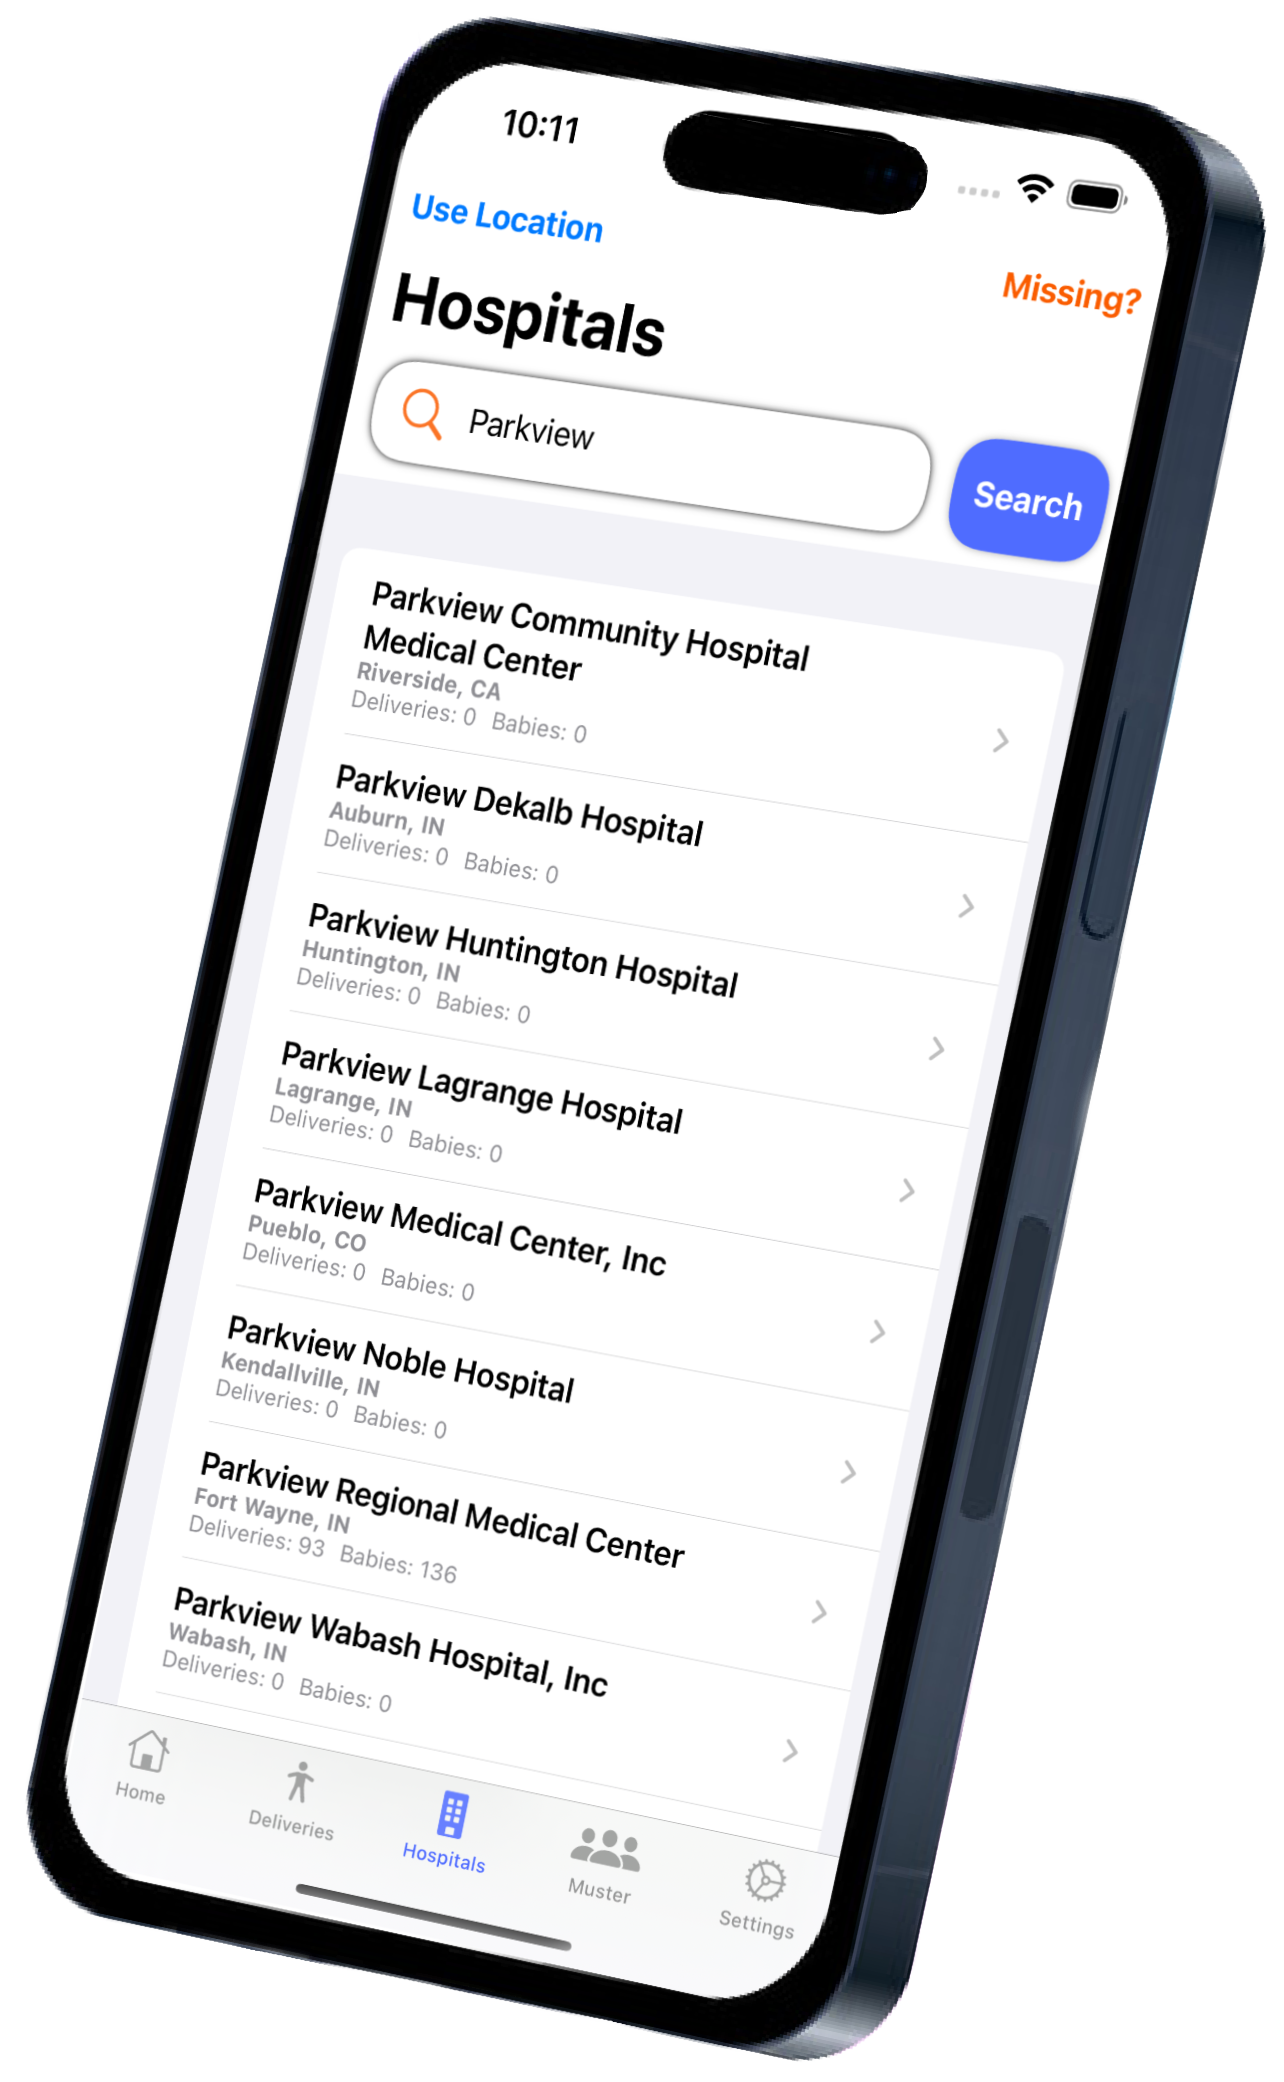 10:11
Use Location
Missing?
Hospitals
Parkview
Search
Parkview Community Hospital
Medical Center
Riverside, CA
Deliveries: 0 Babies: 0
Parkview Dekalb Hospital
Auburn, IN
Deliveries: 0 Babies: 0
Parkview Huntington Hospital
Huntington, IN
Deliveries: 0 Babies: 0
Parkview Lagrange Hospital
Lagrange, IN
Deliveries: 0 Babies: 0
Parkview Medical Center, Inc
Pueblo, CO
Deliveries: 0 Babies: 0
Parkview Noble Hospital
Kendallville, IN
Deliveries: 0 Babies: 0
Parkview Regional Medical Center
Fort Wayne, IN
Deliveries: 93 Babies: 136
Parkview Wabash Hospital, Inc
Wabash, IN
Deliveries: 0 Babies: 0
Home
Deliveries
Hospitals
Muster
Settings